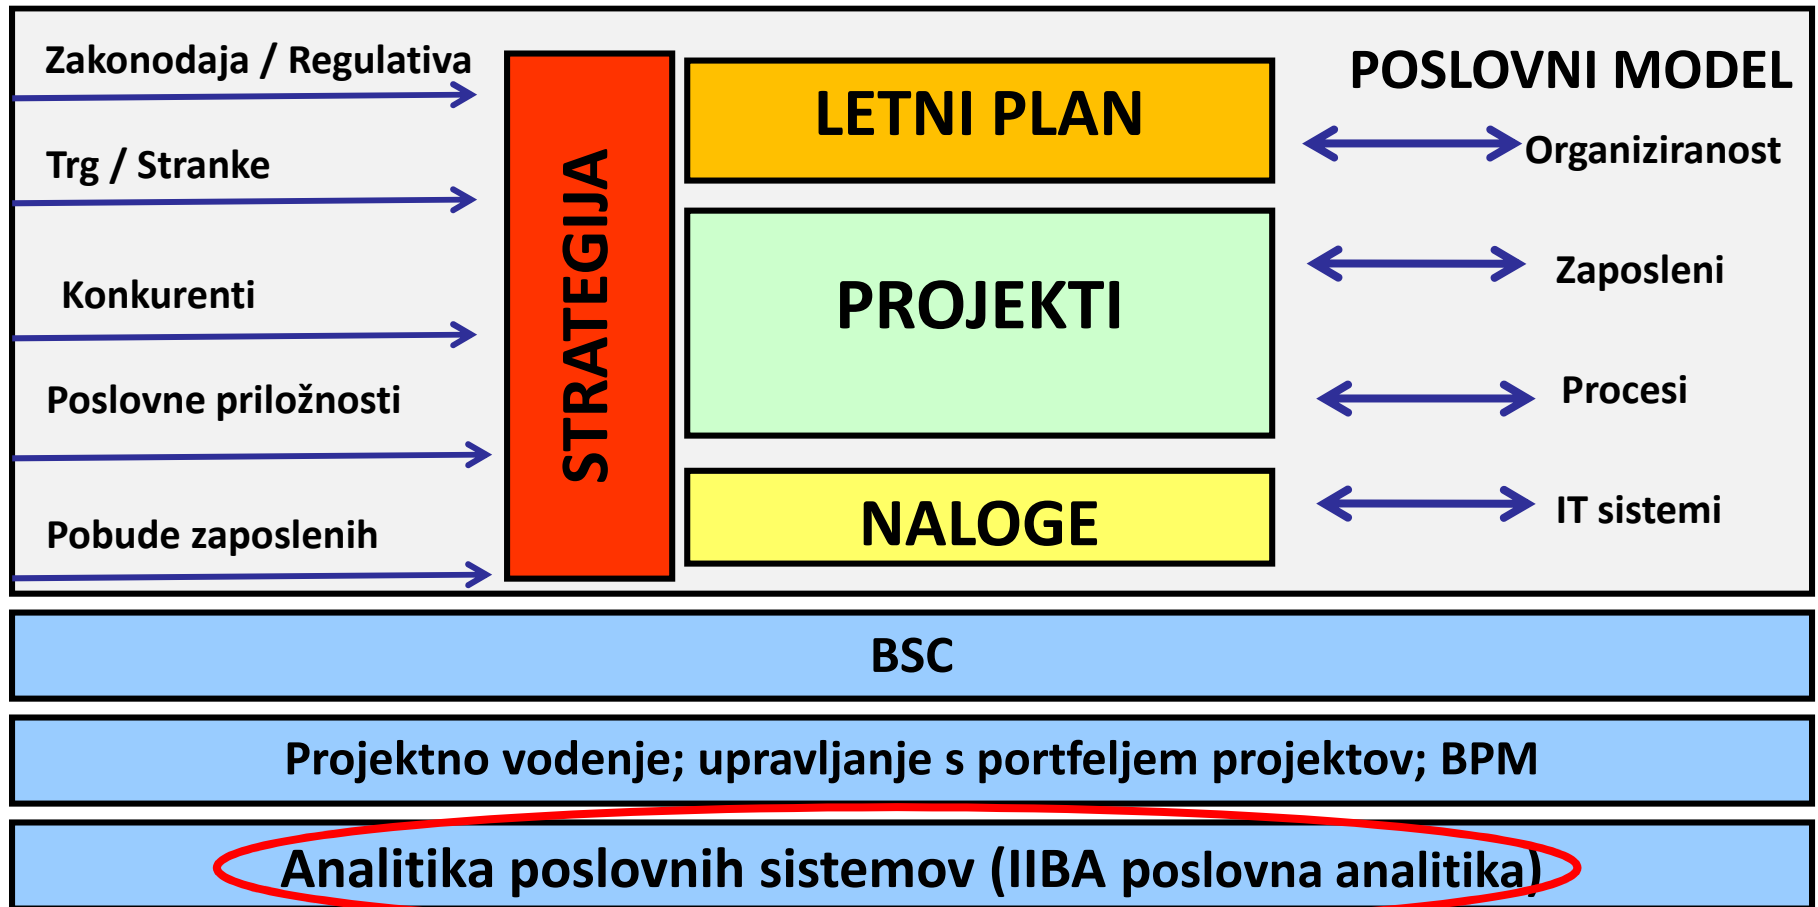 Zakonodaja / Regulativa
Trg / Stranke
Konkurenti
Poslovne priložnosti
Pobude zaposlenih
STRATEGIJA
LETNI PLAN
PROJEKTI
NALOGE
POSLOVNI MODEL
Organiziranost
Zaposleni
Procesi
IT sistemi
BSC
Projektno vodenje; upravljanje s portfeljem projektov; BPM
Analitika poslovnih sistemov (IIBA poslovna analitika)